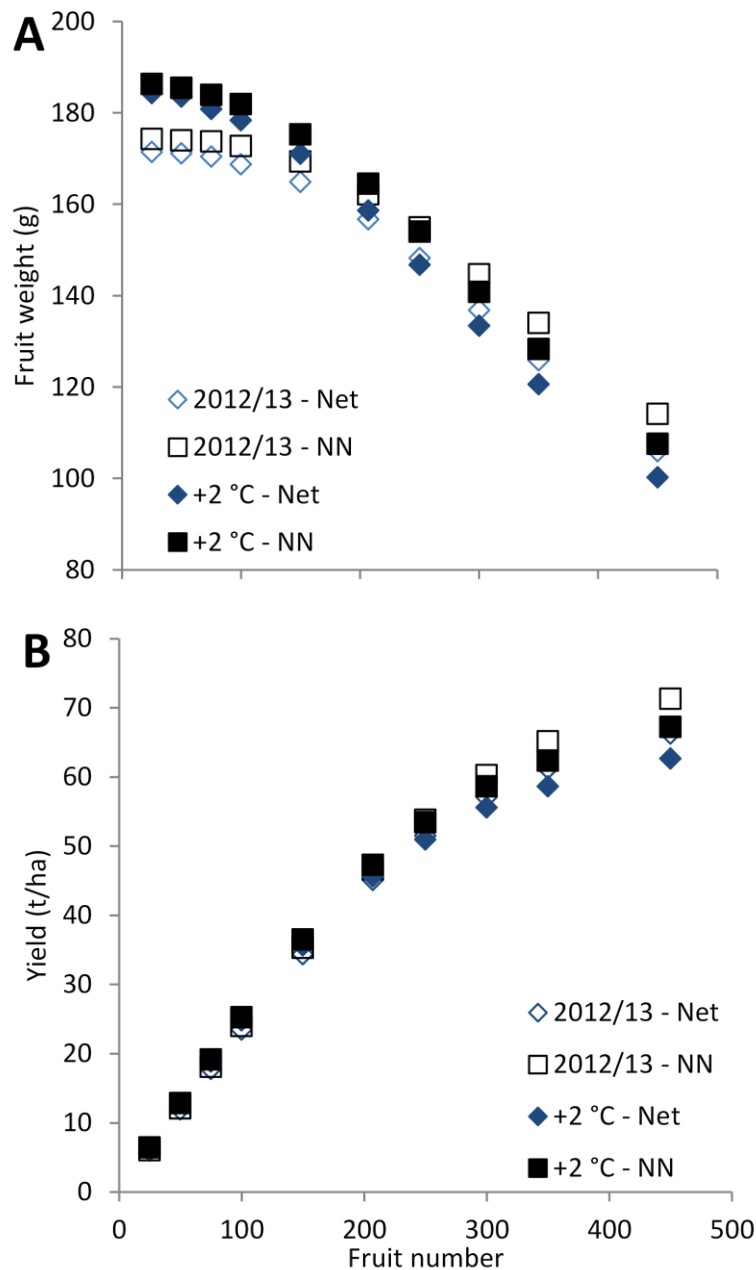 A
200
180
160
140
120
100
80
Fruit weight (g)
2012/13 - Net
2012/13 - NN
+2 °C - Net
+2 °C - NN
B
80
70
60
50
40
30
20
10
0
Yield (t/ha)
2012/13 - Net
2012/13 - NN
+2 °C - Net
+2 °C - NN
0 100 200 300 400 500
Fruit number